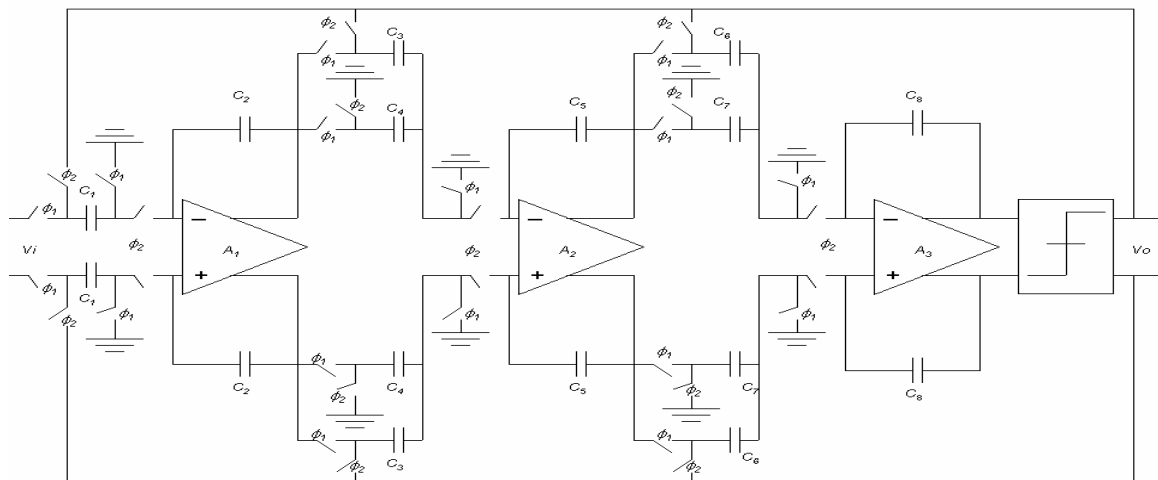 ϕ2 C3 ϕ2 C6
ϕ1 ϕ1
C2 ϕ2 C4 C5 ϕ2 C7 C8
ϕ1 ϕ1
ϕ2 C1 ϕ1 ϕ1 ϕ1
ϕ1 − − −
Vi ϕ2 A1 ϕ2 A2 ϕ2 A3 Vo
+ + +
ϕ1 C1 ϕ1 ϕ1 ϕ1
ϕ2
C2 ϕ1 C4 C5 ϕ1 C7 C8
ϕ2 ϕ2
ϕ1 ϕ1
ϕ2 C3 ϕ2 C6